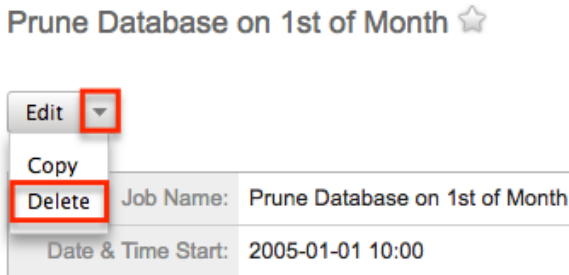 Prune Database on 1st of Month
Edit
Copy
Delete
Job Name: Prune Database on 1st of Month
Date & Time Start: 2005-01-01 10:00